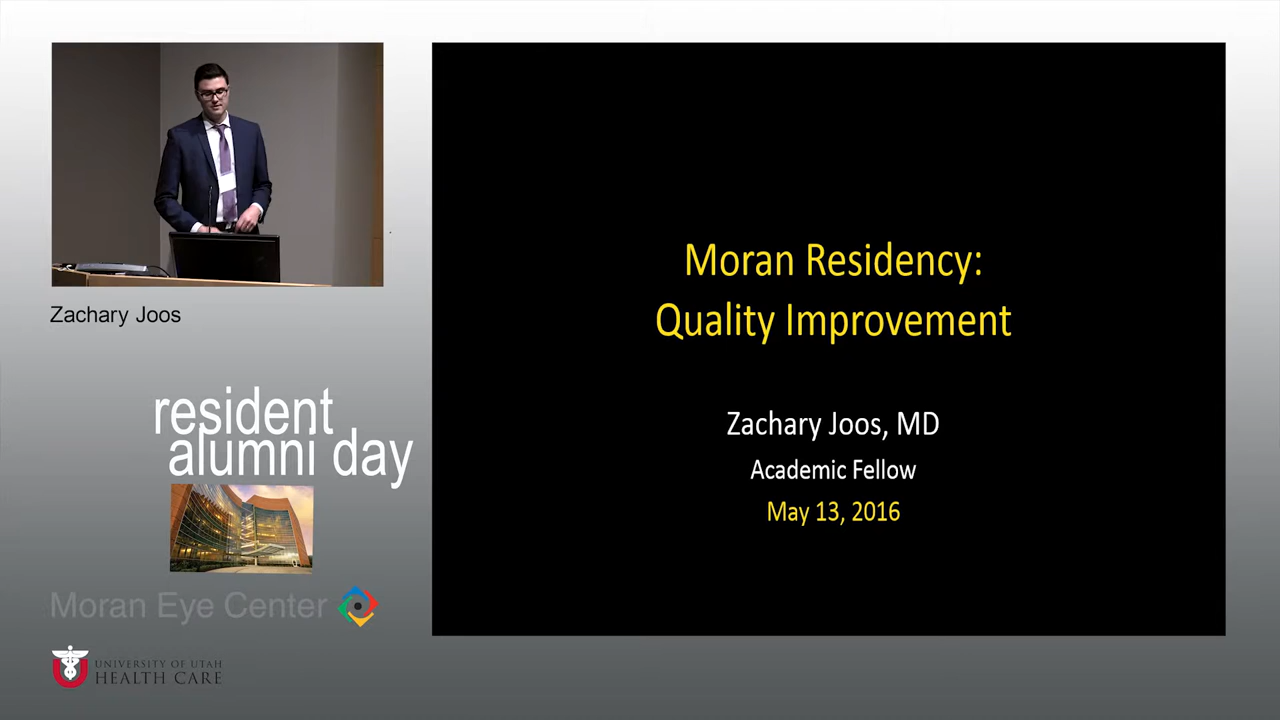 Zachary Joos
resident
alumni day
Moran Eye Center
UNIVERSITY OF UTAH
HEALTH CARE
Moran Residency:
Quality Improvement
Zachary Joos, MD
Academic Fellow
May 13, 2016